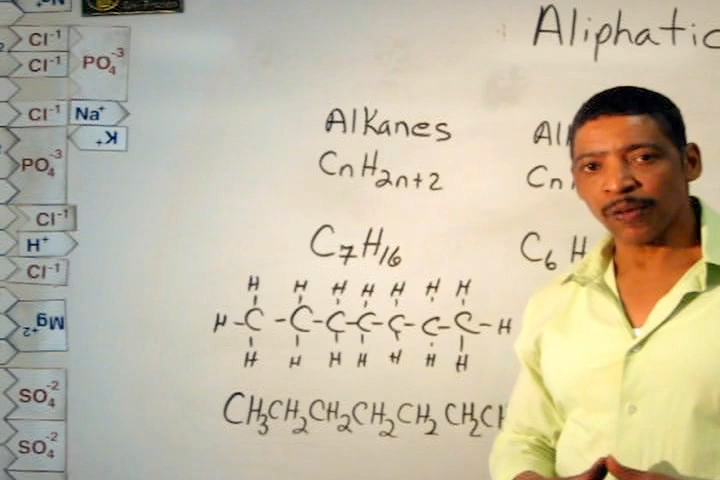 Cl-1
Cl-1
PO4-3
Cl-1 Na+
K+
PO4-3
Cl-1
H+
Cl-1
Mg+2
SO4-2
SO4-2
Aliphatic
Alkanes
CnH2n+2
C7H16
H H H H H H H
H-C-C-C-C-C-C-C-H
H H H H H H H
CH3CH2CH2CH2CH2CH2CH
Al
Cn
C6 H